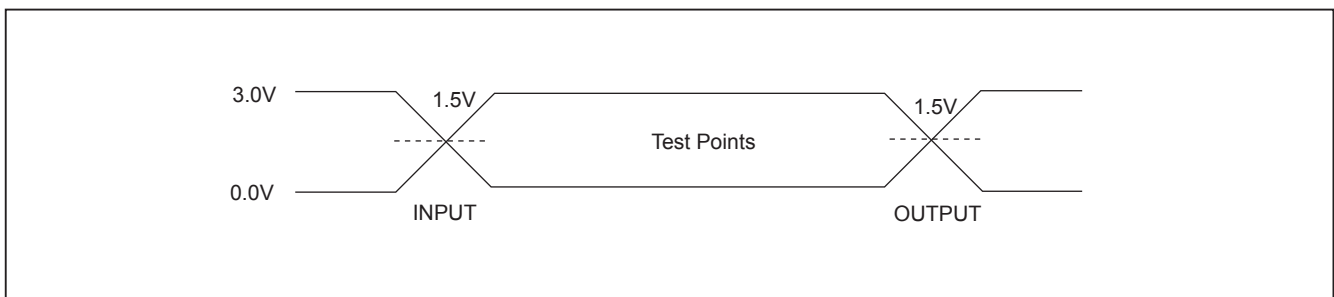 3.0V
1.5V
1.5V
Test Points
0.0V
INPUT
OUTPUT